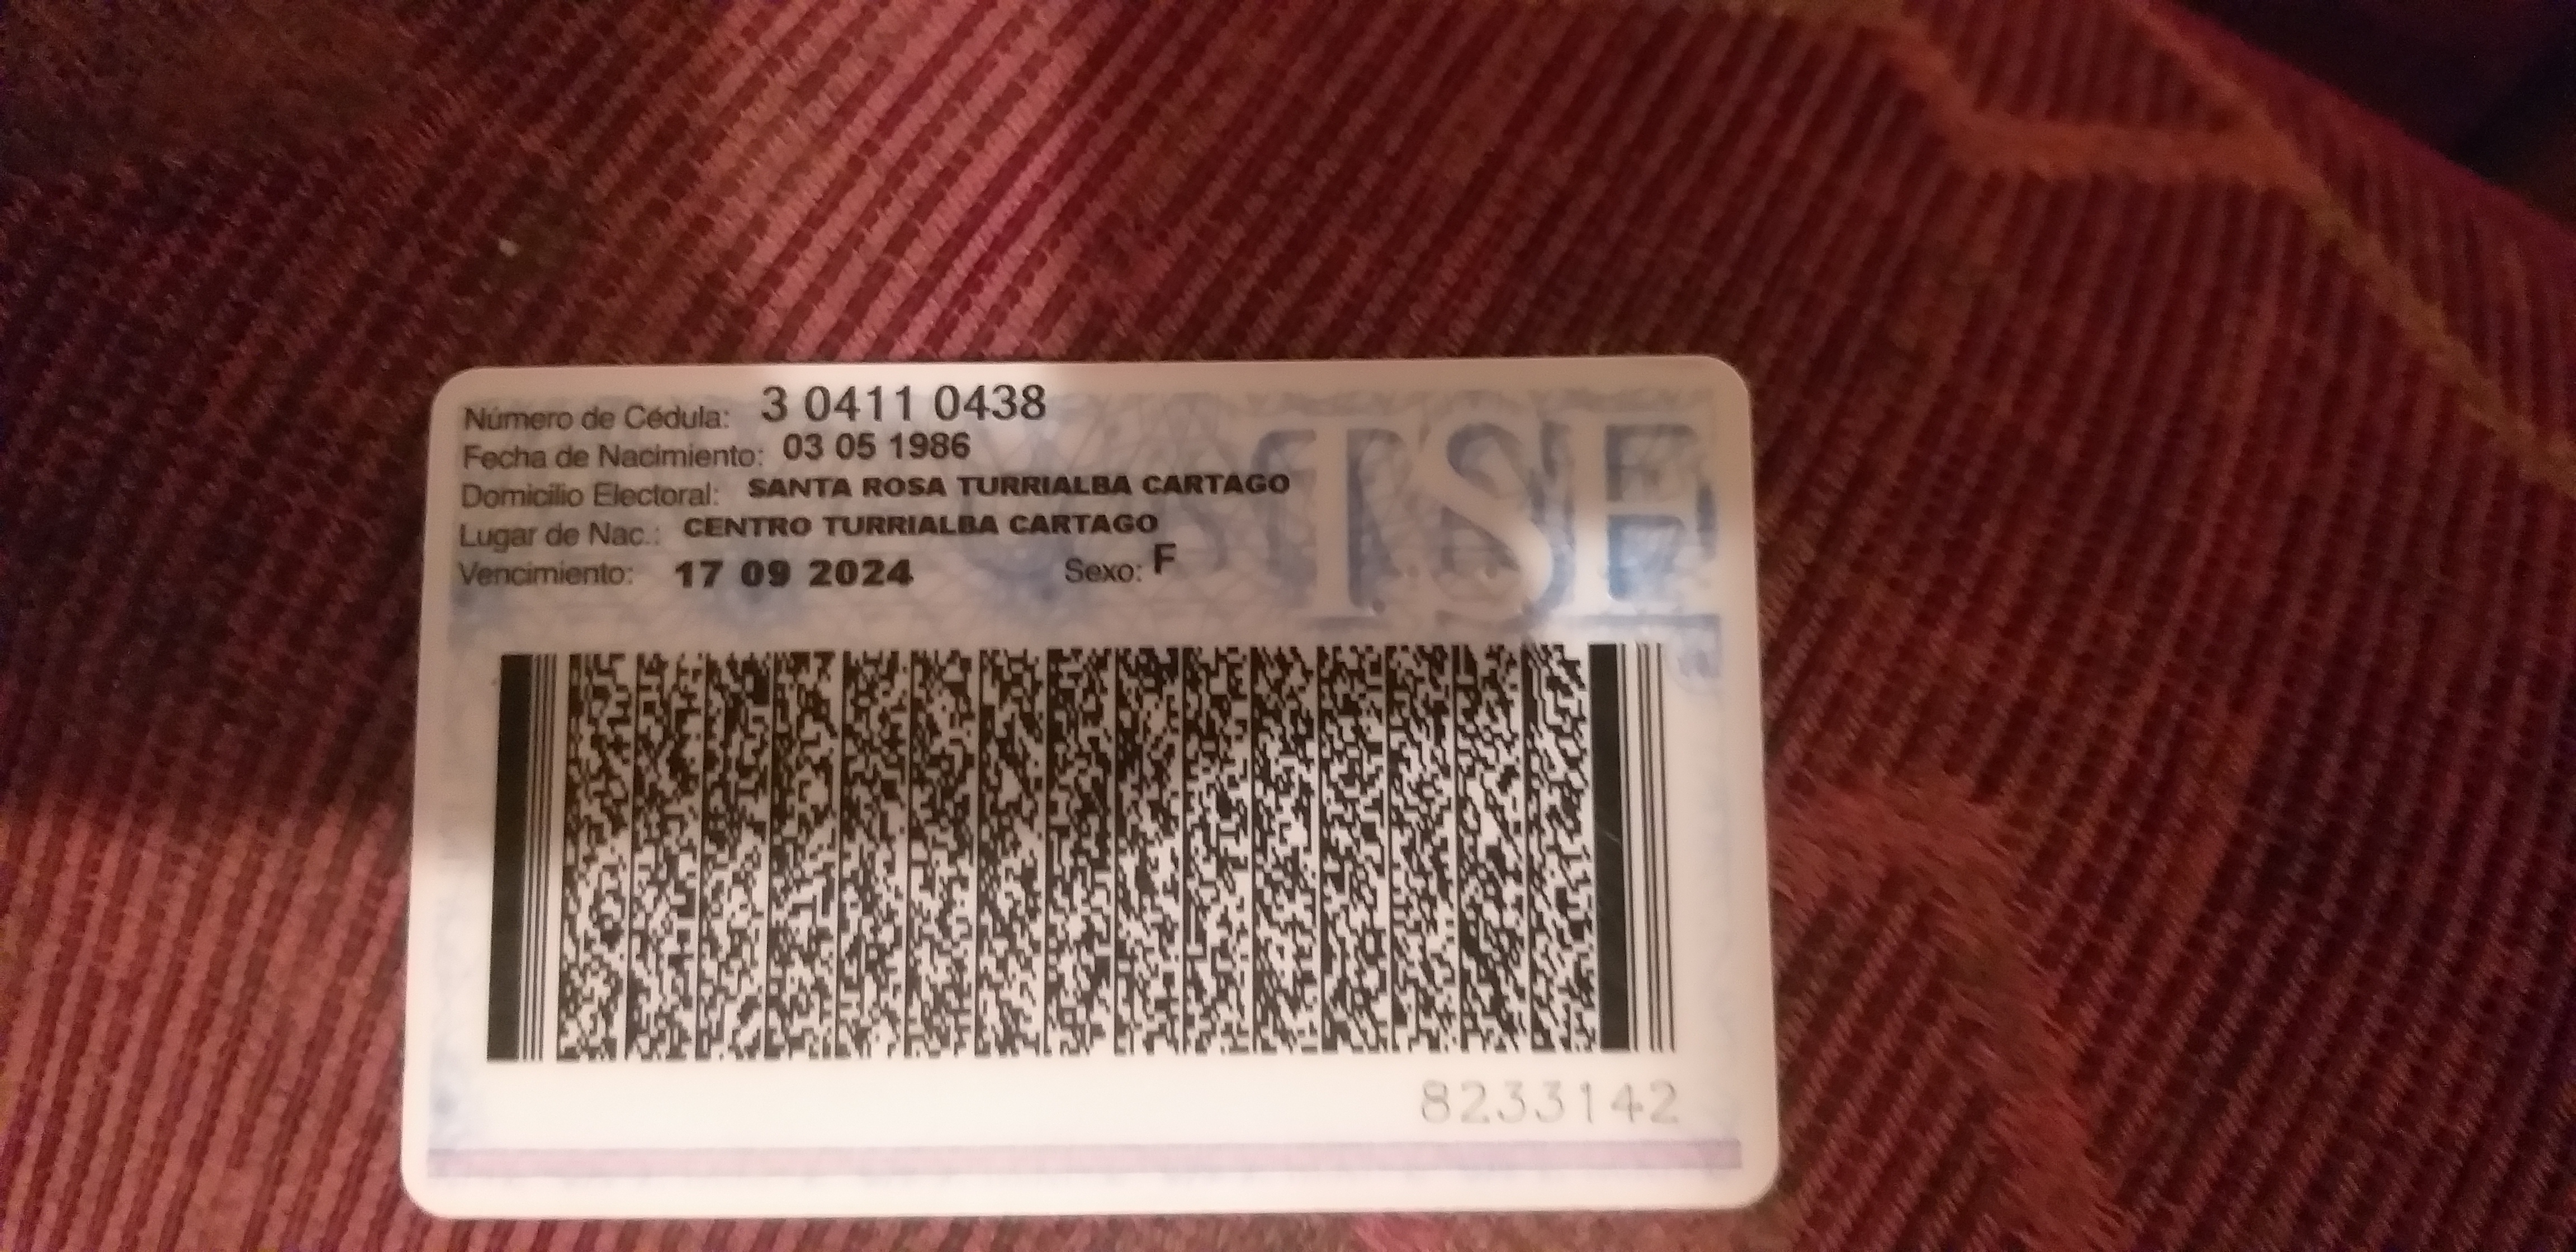 Número de Cédula: 3 0411 0438
Fecha de Nacimiento: 03 05 1986
Domicilio Electoral: SANTA ROSA TURRIALBA CARTAGO
Lugar de Nac.: CENTRO TURRIALBA CARTAGO
Vencimiento: 17 09 2024 Sexo: F
TSE
8233142